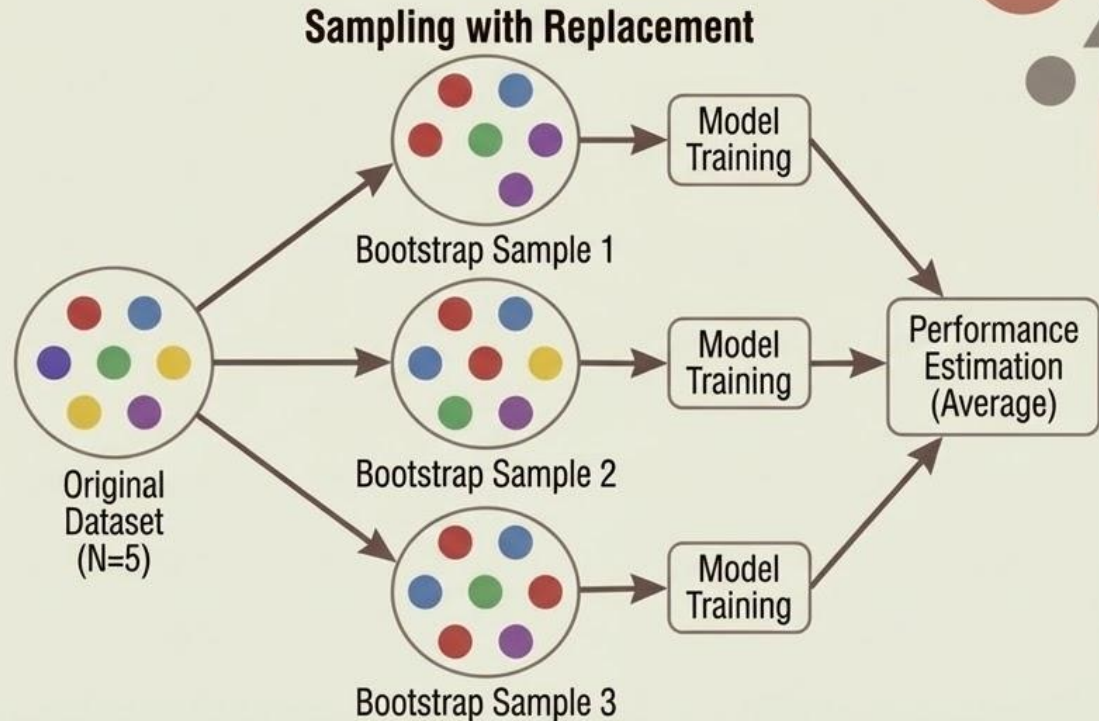 Sampling with Replacement
Model
Training
Bootstrap Sample 1
Original
Dataset
(N=5)
Model
Training
Performance
Estimation
(Average)
Bootstrap Sample 2
Model
Training
Bootstrap Sample 3